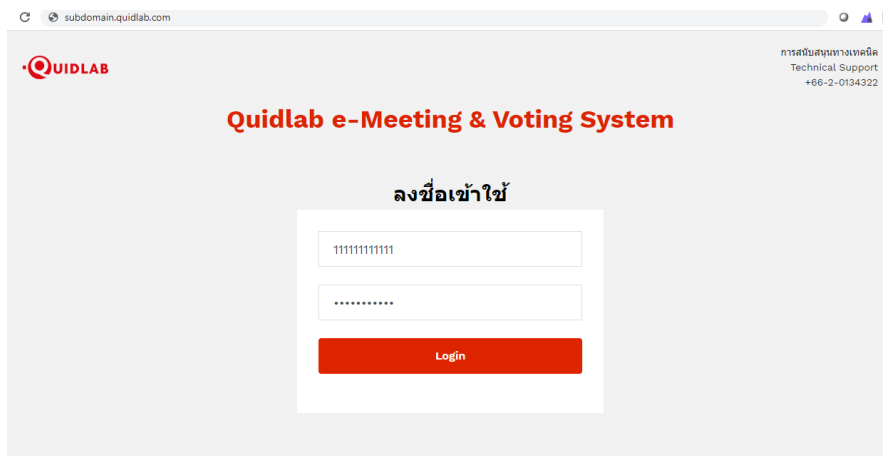 subdomain.quidlab.com
QUIDLAB
การสนับสนุนทางเทคนิค
Technical Support
+66-2-0134322
Quidlab e-Meeting & Voting System
ลงชื่อเข้าใช้
111111111111
•••••••••••
Login